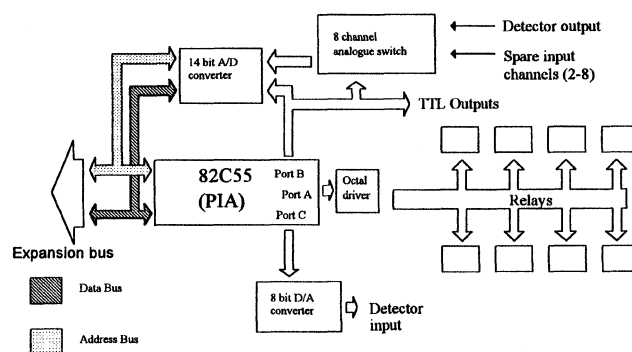 8 channel
analogue switch
Detector output
Spare input
channels (2-8)
14 bit A/D
converter
TTL Outputs
82C55
(PIA)
Port B
Port A
Port C
Octal
driver
Relays
Expansion bus
Data Bus
Address Bus
8 bit D/A
converter
Detector
input